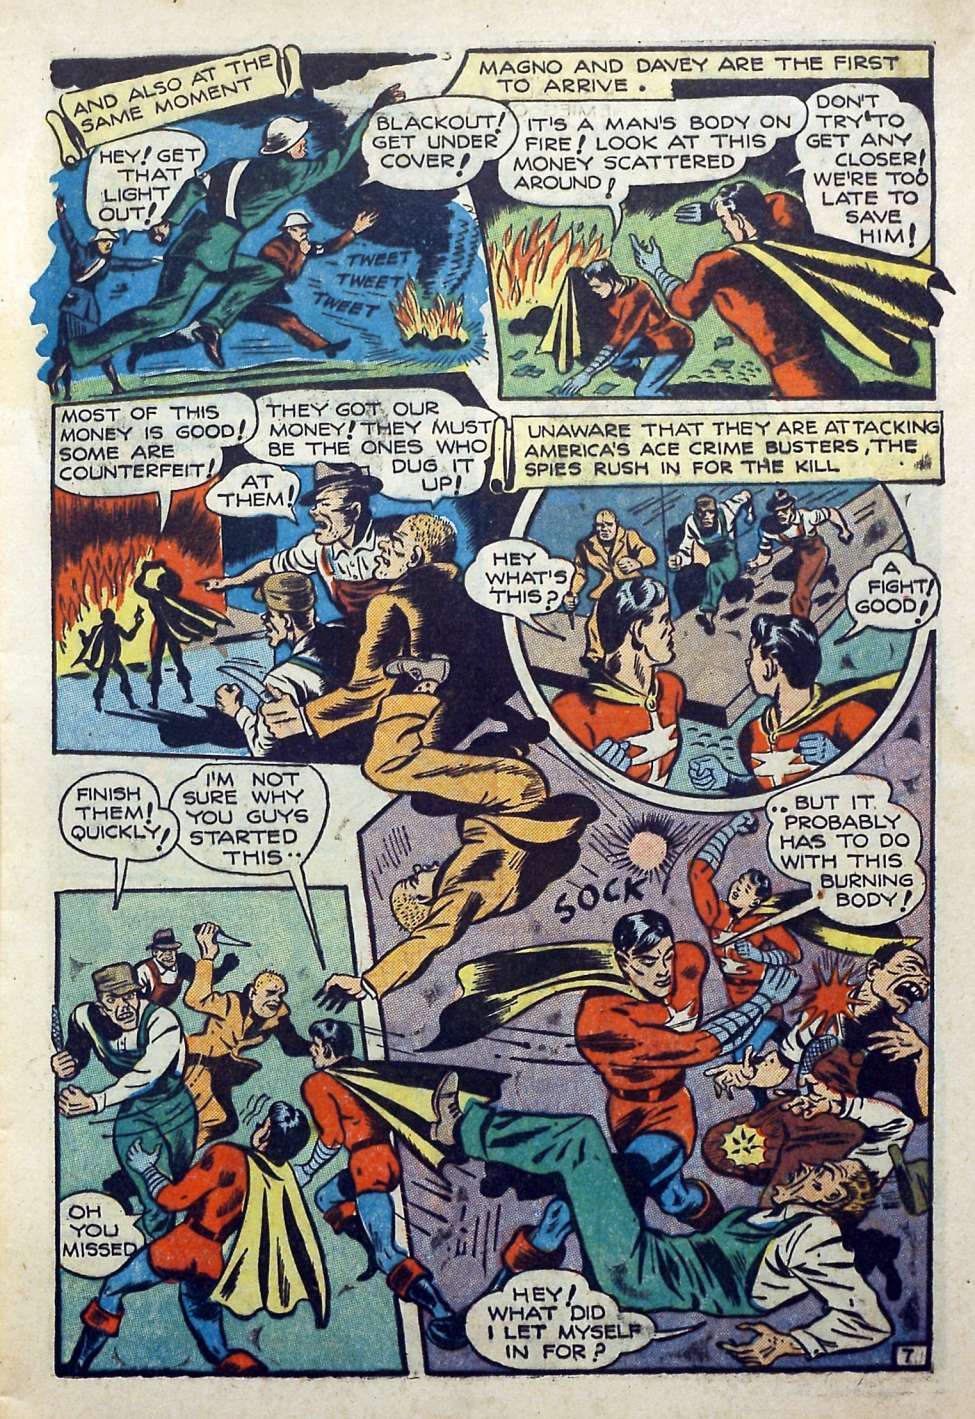 AND ALSO AT THE
SAME MOMENT
HEY! GET
THAT
LIGHT
OUT!
BLACKOUT!
GET UNDER
COVER!
TWEET
TWEET
TWEET
MAGNO AND DAVEY ARE THE FIRST
TO ARRIVE.
IT'S A MAN'S BODY ON
FIRE! LOOK AT THIS
MONEY SCATTERED
AROUND!
DON'T
TRY TO
GET ANY
CLOSER!
WE'RE TOO
LATE TO
SAVE
HIM!
MOST OF THIS
MONEY IS GOOD!
SOME ARE
COUNTERFEIT!
AT
THEM!
THEY GOT OUR
MONEY! THEY MUST
BE THE ONES WHO
DUG IT
UP!
UNAWARE THAT THEY ARE ATTACKING
AMERICA'S ACE CRIME BUSTERS, THE
SPIES RUSH IN FOR THE KILL
HEY
WHAT'S
THIS?
A
FIGHT!
GOOD!
FINISH
THEM!
QUICKLY!
I'M NOT
SURE WHY
YOU GUYS
STARTED
THIS..
OH
YOU
MISSED
SOCK
..BUT IT
PROBABLY
HAS TO DO
WITH THIS
BURNING
BODY!
HEY!
WHAT DID
I LET MYSELF
IN FOR?
7